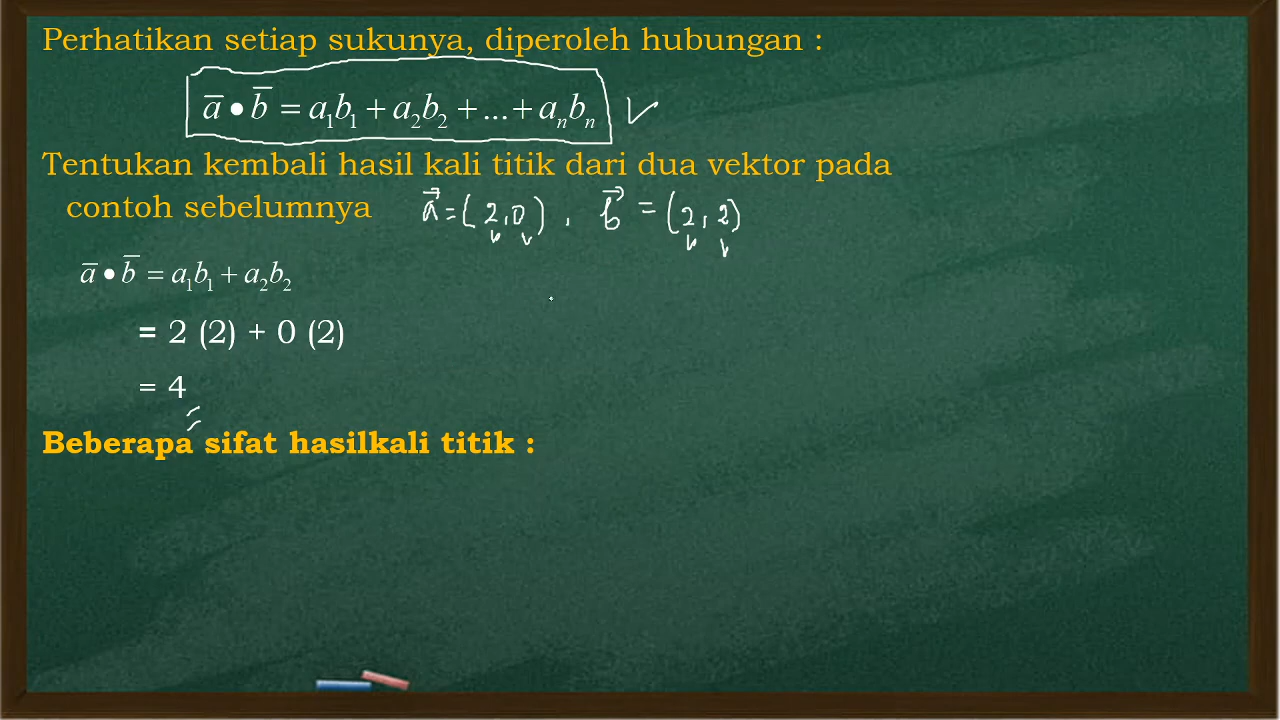 Perhatikan setiap sukunya, diperoleh hubungan :
a̅ • b̅ = a₁b₁ + a₂b₂ + ... + aₙbₙ
Tentukan kembali hasil kali titik dari dua vektor pada
contoh sebelumnya a⃗ = (2,0) , b⃗ = (2,2)
a̅ • b̅ = a₁b₁ + a₂b₂
= 2 (2) + 0 (2)
= 4
Beberapa sifat hasilkali titik :